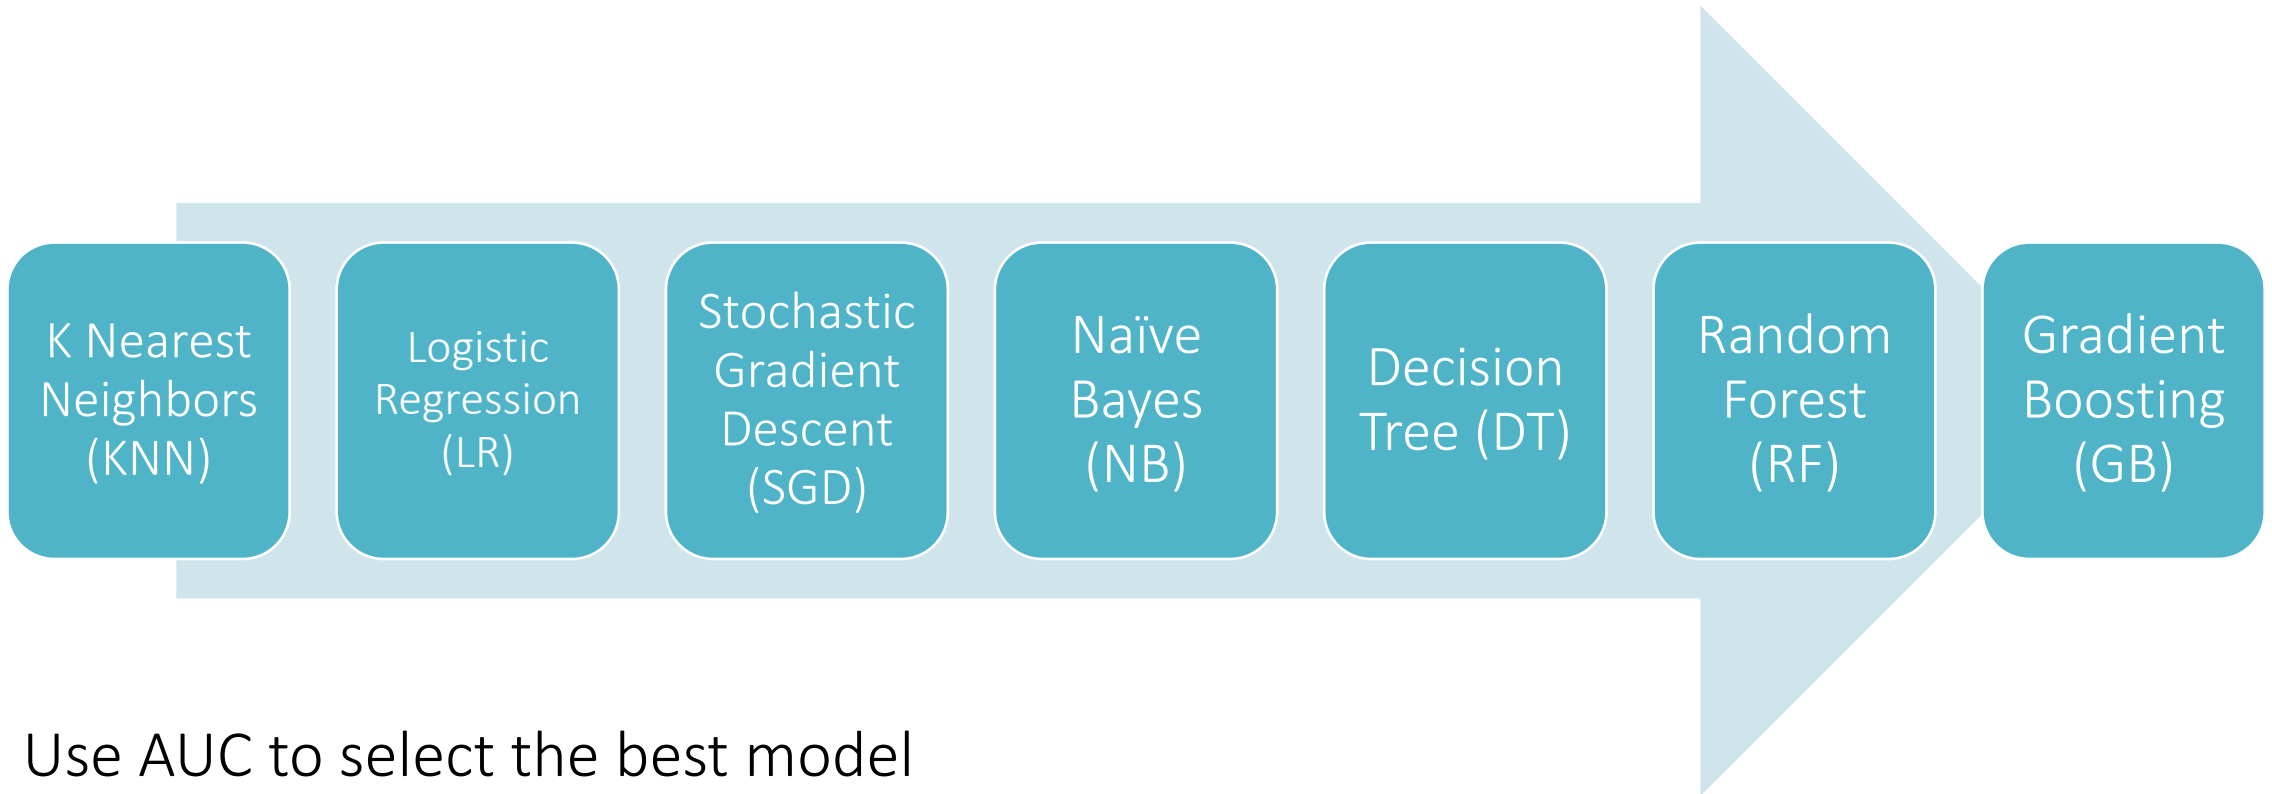 K Nearest
Neighbors
(KNN)
Logistic
Regression
(LR)
Stochastic
Gradient
Descent
(SGD)
Naïve
Bayes
(NB)
Decision
Tree (DT)
Random
Forest
(RF)
Gradient
Boosting
(GB)
Use AUC to select the best model